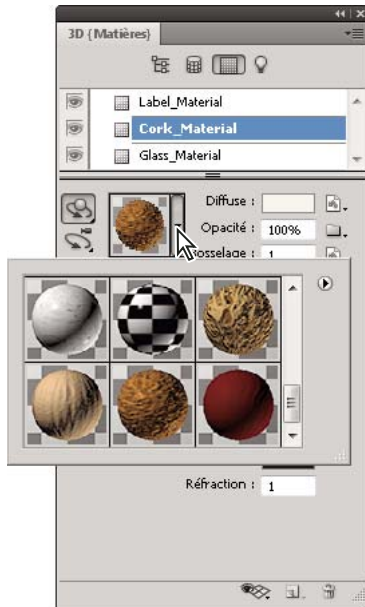 3D {Matières}
Label_Material
Cork_Material
Glass_Material
Diffuse :
Opacité : 100%
osselage : 1
Réfraction : 1